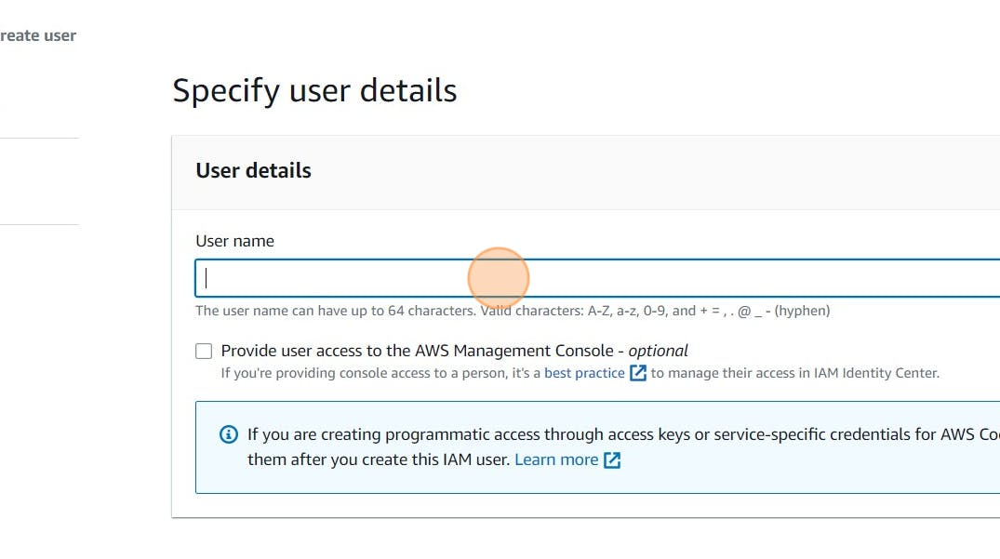 reate user
Specify user details
User details
User name
The user name can have up to 64 characters. Valid characters: A-Z, a-z, 0-9, and + = , . @ _ - (hyphen)
Provide user access to the AWS Management Console - optional
If you're providing console access to a person, it's a best practice to manage their access in IAM Identity Center.
If you are creating programmatic access through access keys or service-specific credentials for AWS Co
them after you create this IAM user. Learn more